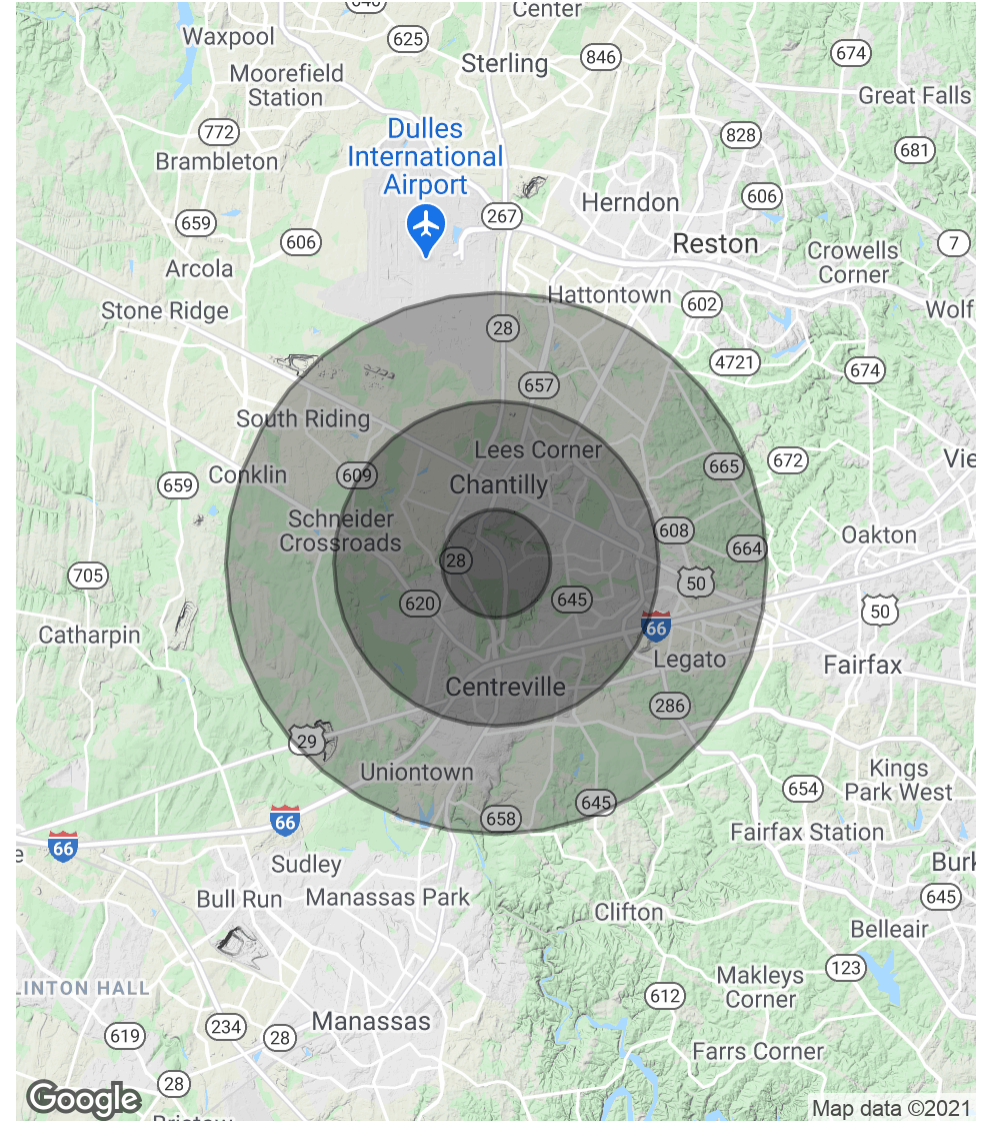 Center
Waxpool
625
Sterling
846
674
Moorefield
Station
Great Falls
Dulles
International
Airport
772
828
Brambleton
681
659
606
267
Herndon
606
Reston
7
Crowells
Corner
Arcola
Hattontown
602
Stone Ridge
Wolf
28
4721
674
657
South Riding
Lees Corner
672
665
Conklin
609
Vie
659
Chantilly
Schneider
Crossroads
608
Oakton
664
28
705
50
620
645
50
66
Catharpin
Legato
Fairfax
Centreville
286
29
Uniontown
Kings
Park West
654
645
66
658
Fairfax Station
66
e
Sudley
Burk
Bull Run
Manassas Park
645
Clifton
Belleair
123
LINTON HALL
Makleys
Corner
612
619
234
28
Manassas
Farrs Corner
28
Google
Map data ©2021